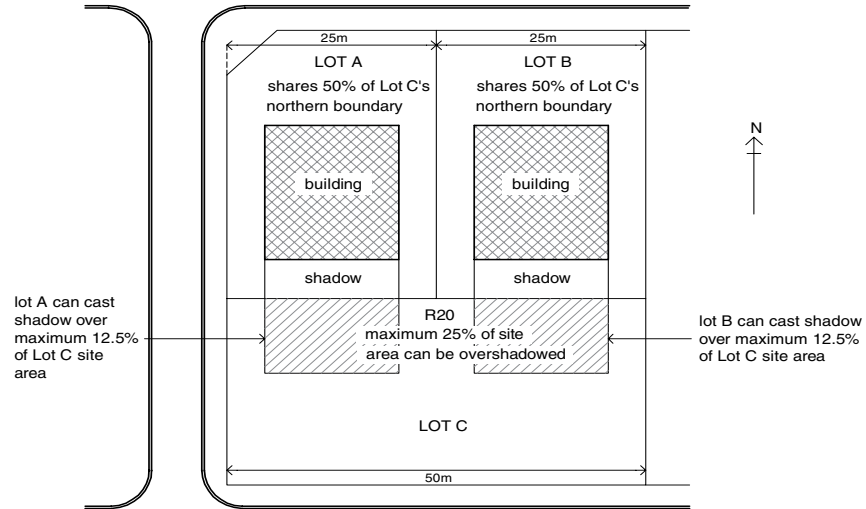 25m
25m
LOT A
shares 50% of Lot C's
northern boundary
LOT B
shares 50% of Lot C's
northern boundary
N
building
building
shadow
shadow
lot A can cast
shadow over
maximum 12.5%
of Lot C site
area
R20
maximum 25% of site
area can be overshadowed
lot B can cast shadow
over maximum 12.5%
of Lot C site area
LOT C
50m